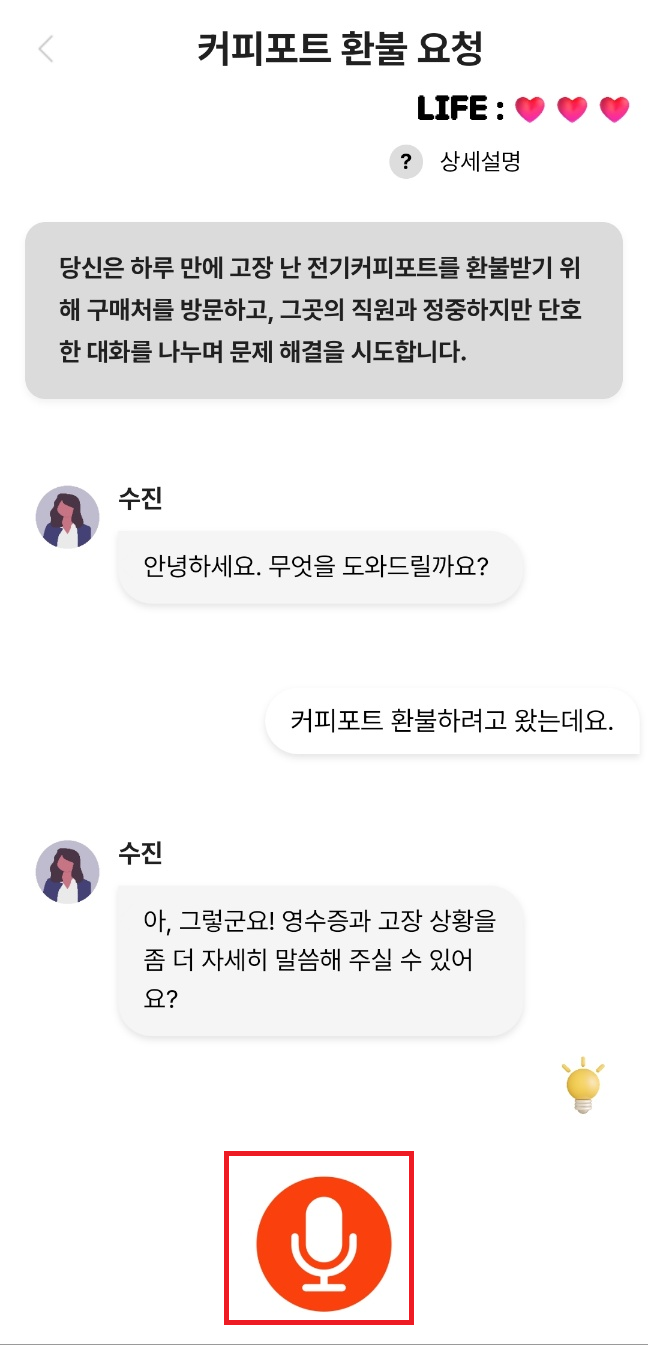 커피포트 환불 요청
LIFE :
? 상세설명
당신은 하루 만에 고장 난 전기커피포트를 환불받기 위
해 구매처를 방문하고, 그곳의 직원과 정중하지만 단호
한 대화를 나누며 문제 해결을 시도합니다.
수진
안녕하세요. 무엇을 도와드릴까요?
커피포트 환불하려고 왔는데요.
수진
아, 그렇군요! 영수증과 고장 상황을
좀 더 자세히 말씀해 주실 수 있어
요?